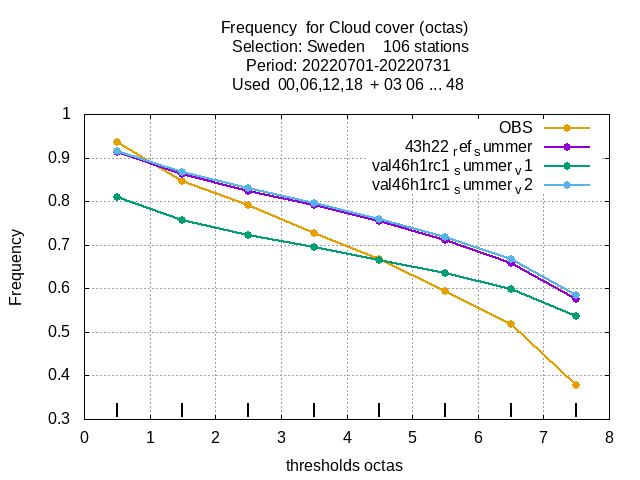 Frequency  for Cloud cover (octas)
Selection: Sweden    106 stations
Period: 20220701-20220731
Used  00,06,12,18  + 03 06 ... 48
1
OBS
43h22 ref summer
0.9
val46h1rc1 summer v1
val46h1rc1 summer v2
0.8
0.7
Frequency
0.6
0.5
0.4
0.3
0 1 2 3 4 5 6 7 8
thresholds octas